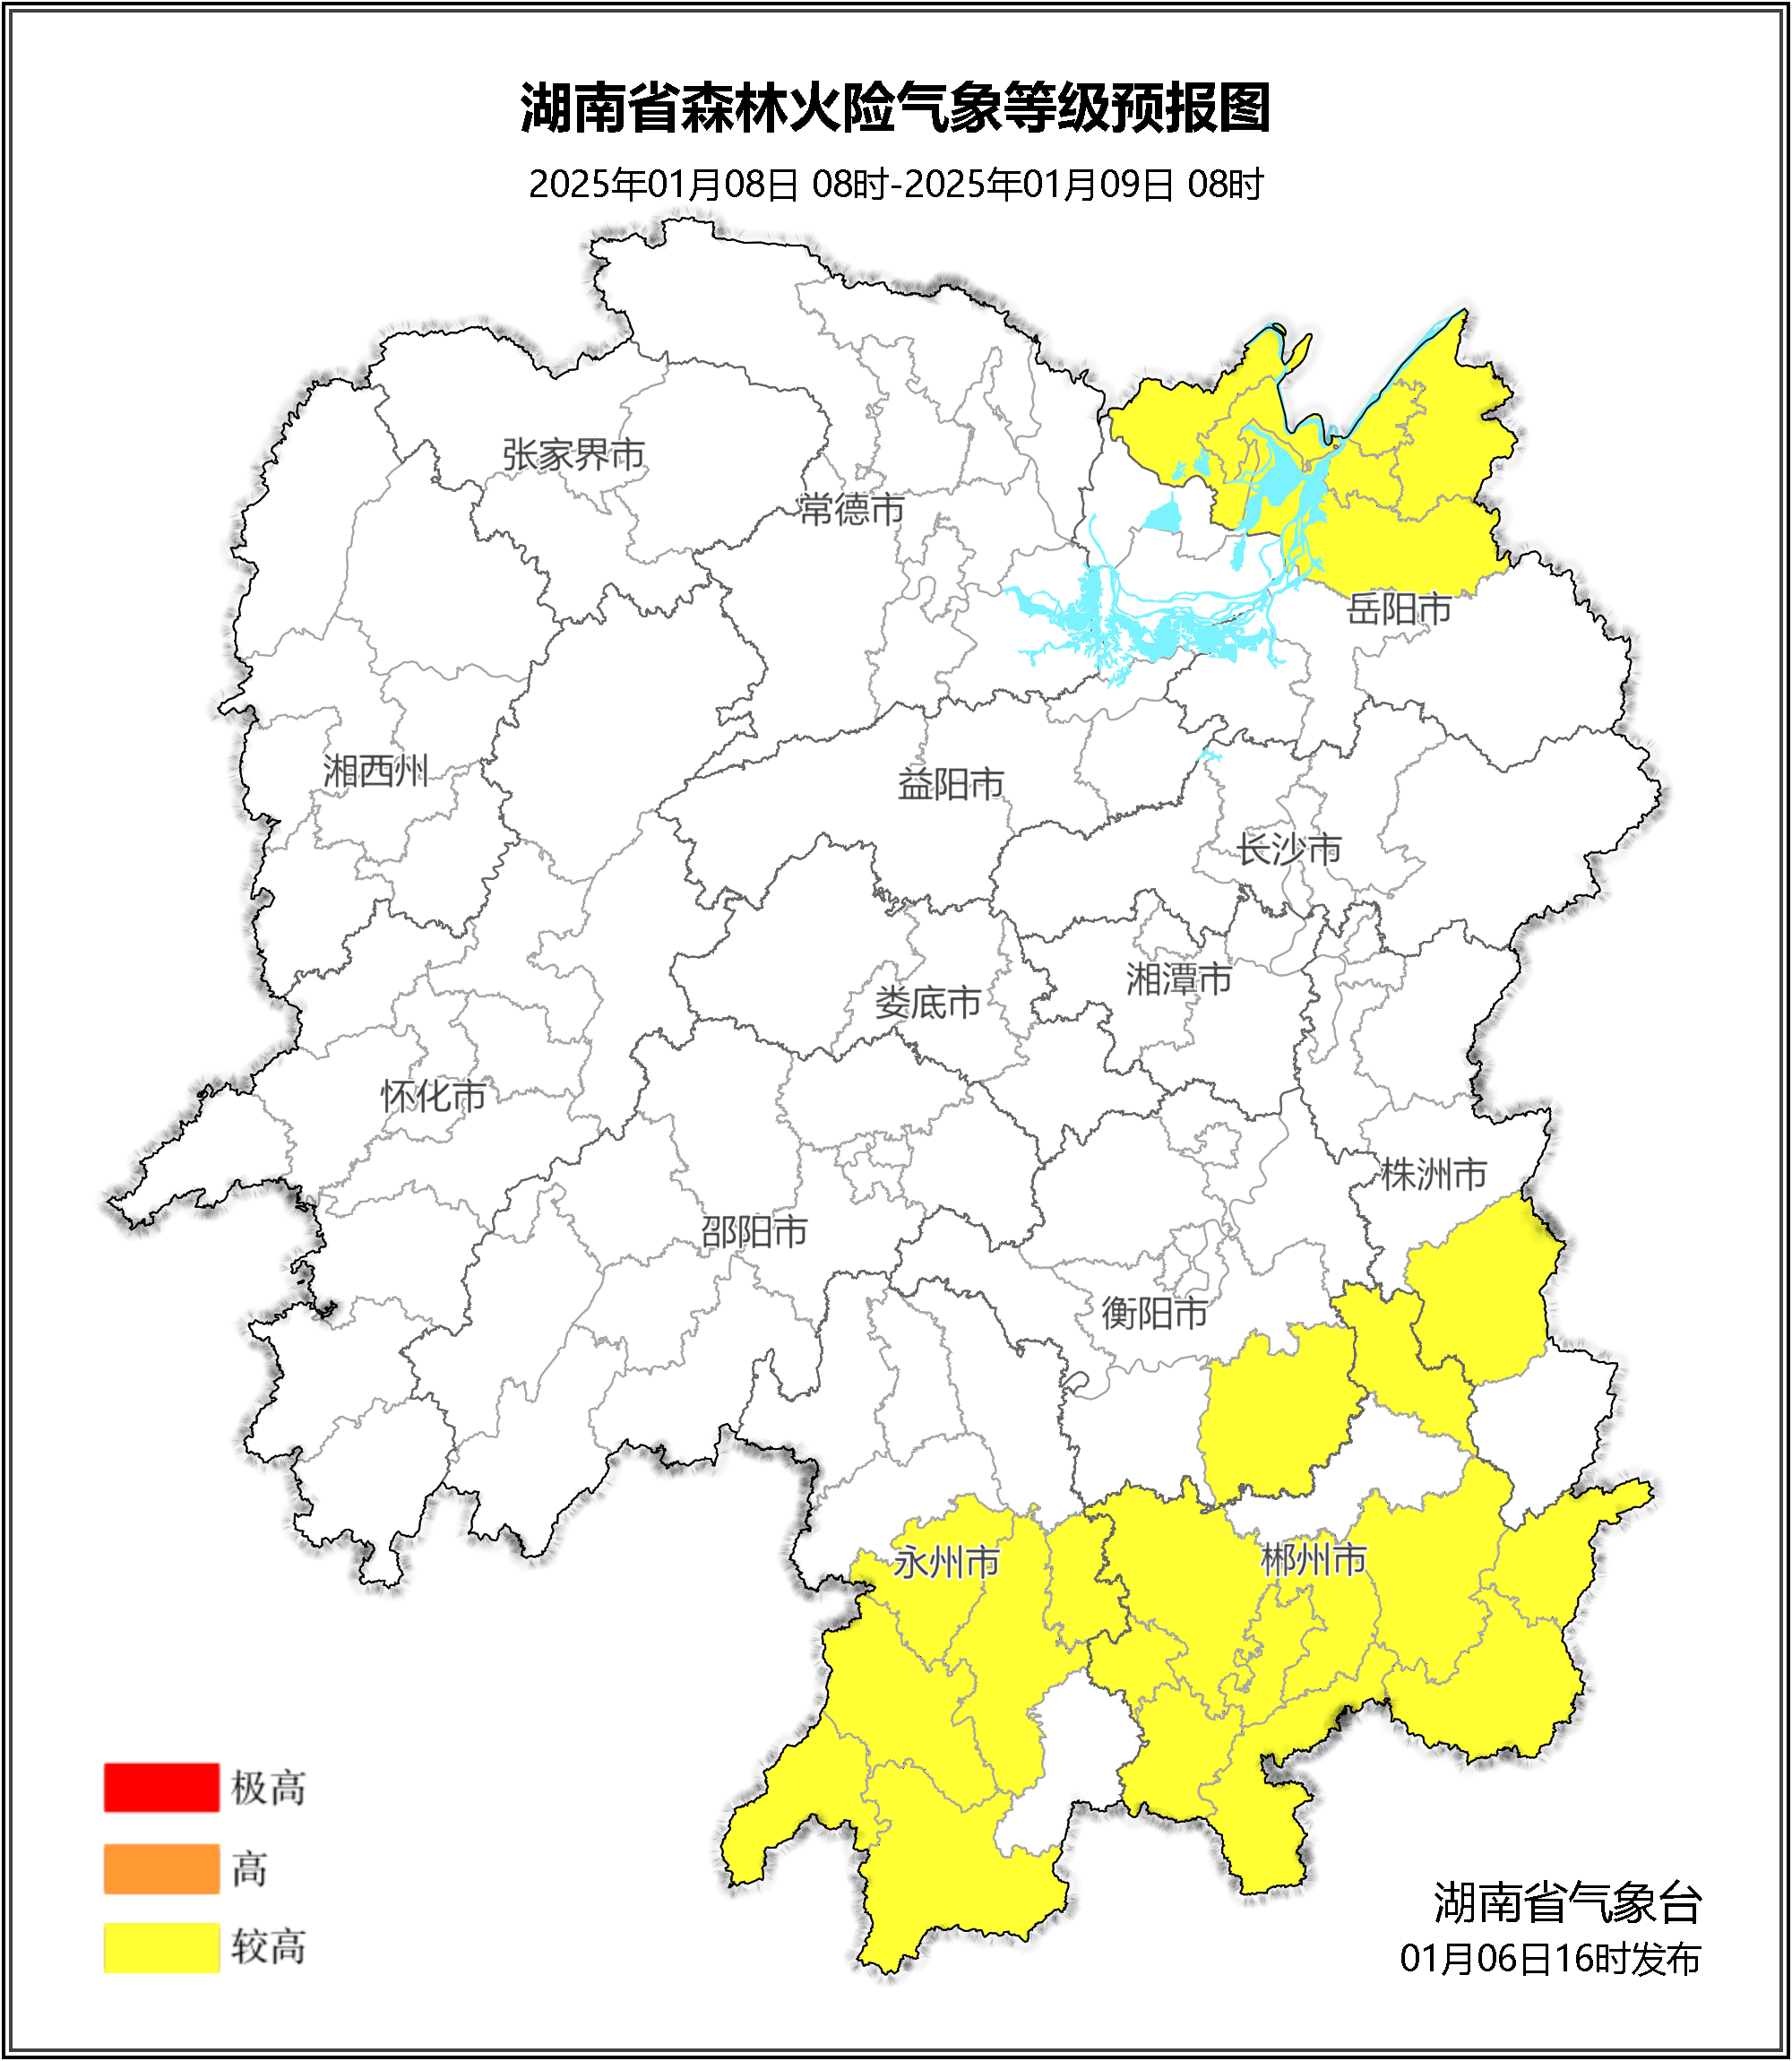 湖南省森林火险气象等级预报图
2025年01月08日 08时-2025年01月09日 08时
张家界市
常德市
岳阳市
湘西州
益阳市
长沙市
湘潭市
娄底市
怀化市
株洲市
邵阳市
衡阳市
永州市
郴州市
极高
高
较高
湖南省气象台
01月06日16时发布